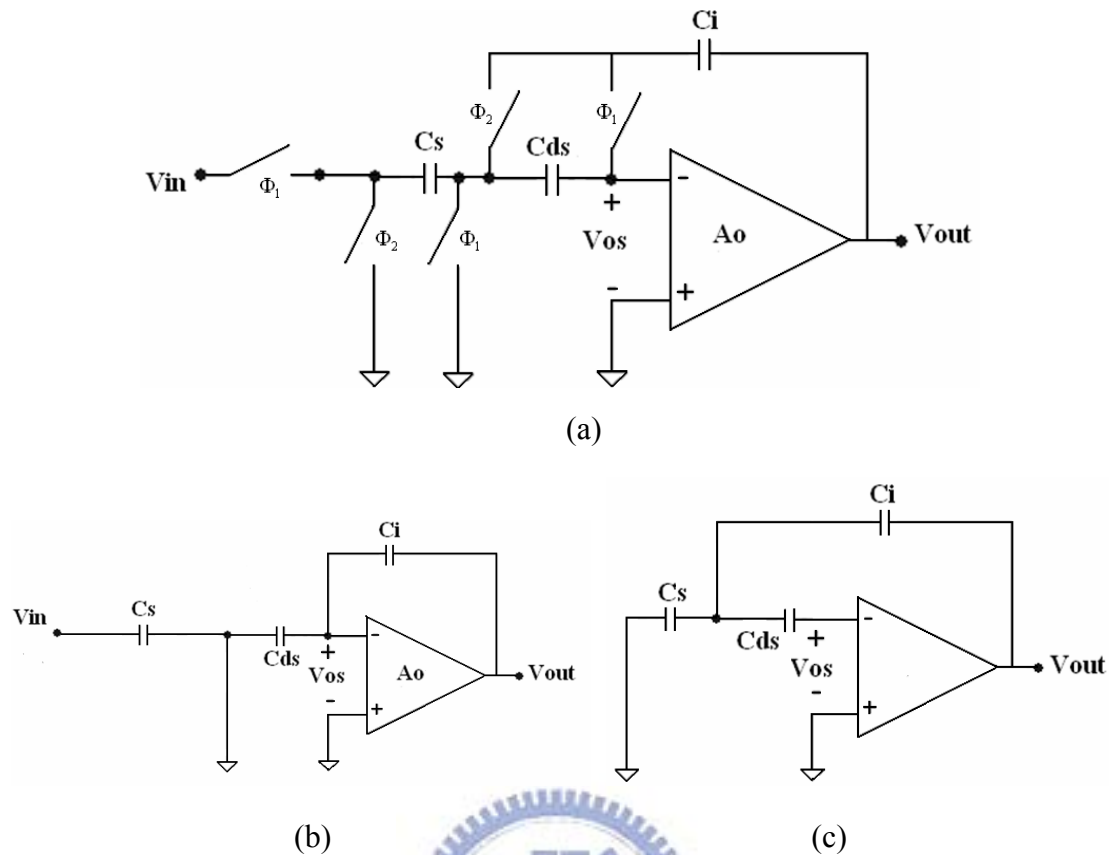 Ci
Φ2
Φ1
Cs
Cds
Vin
Φ1
Φ2
Φ1
+
Vos
-
-
Ao
+
Vout
(a)
Ci
Vin
Cs
Cds
+
Vos
-
-
Ao
+
Vout
(b)
Ci
Cs
Cds
+
Vos
-
-
+
Vout
(c)